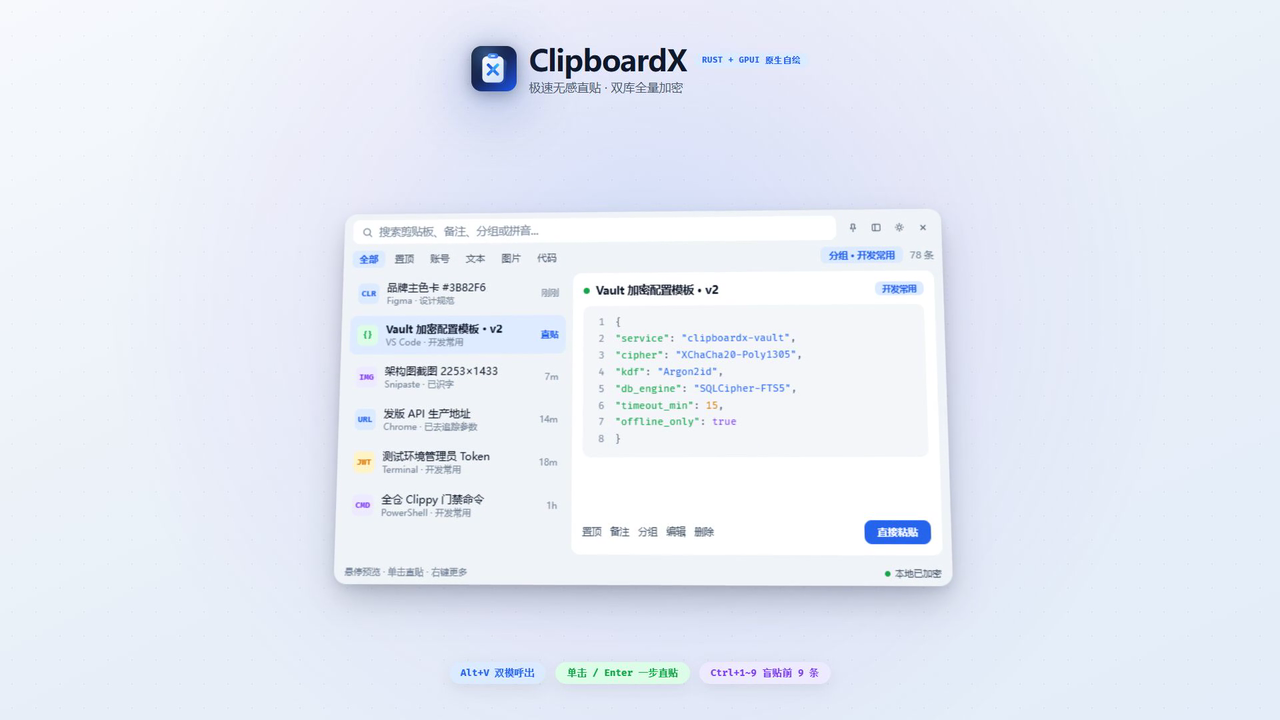 ClipboardX
RUST + GPUI 原生自绘
极速无感直贴 · 双库全量加密
搜索剪贴板、备注、分组或拼音...
全部 置顶 账号 文本 图片 代码
分组 • 开发常用 78 条
CLR 品牌主色卡 #3B82F6 刚刚
Figma · 设计规范
{} Vault 加密配置模板 • v2 直贴
VS Code · 开发常用
IMG 架构图截图 2253×1433 7m
Snipaste · 已识字
URL 发版 API 生产地址 14m
Chrome · 已去追踪参数
JWT 测试环境管理员 Token 18m
Terminal · 开发常用
CMD 全仓 Clippy 门禁命令 1h
PowerShell · 开发常用
Vault 加密配置模板 • v2 开发常用
1 {
2 "service": "clipboardx-vault",
3 "cipher": "XChaCha20-Poly1305",
4 "kdf": "Argon2id",
5 "db_engine": "SQLCipher-FTS5",
6 "timeout_min": 15,
7 "offline_only": true
8 }
置顶 备注 分组 编辑 删除 直接粘贴
悬停预览 · 单击直贴 · 右键更多 本地已加密
Alt+V 双模呼出 单击 / Enter 一步直贴 Ctrl+1~9 盲贴前 9 条